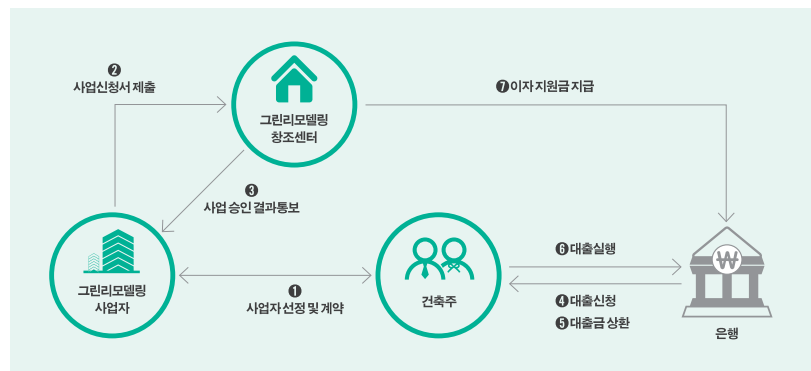 ❷
사업신청서 제출
그린리모델링
창조센터
❼이자 지원금 지급
❸
사업 승인 결과통보
그린리모델링
사업자
❶
사업자 선정 및 계약
건축주
❻ 대출실행
❹ 대출신청
❺ 대출금 상환
₩
은행